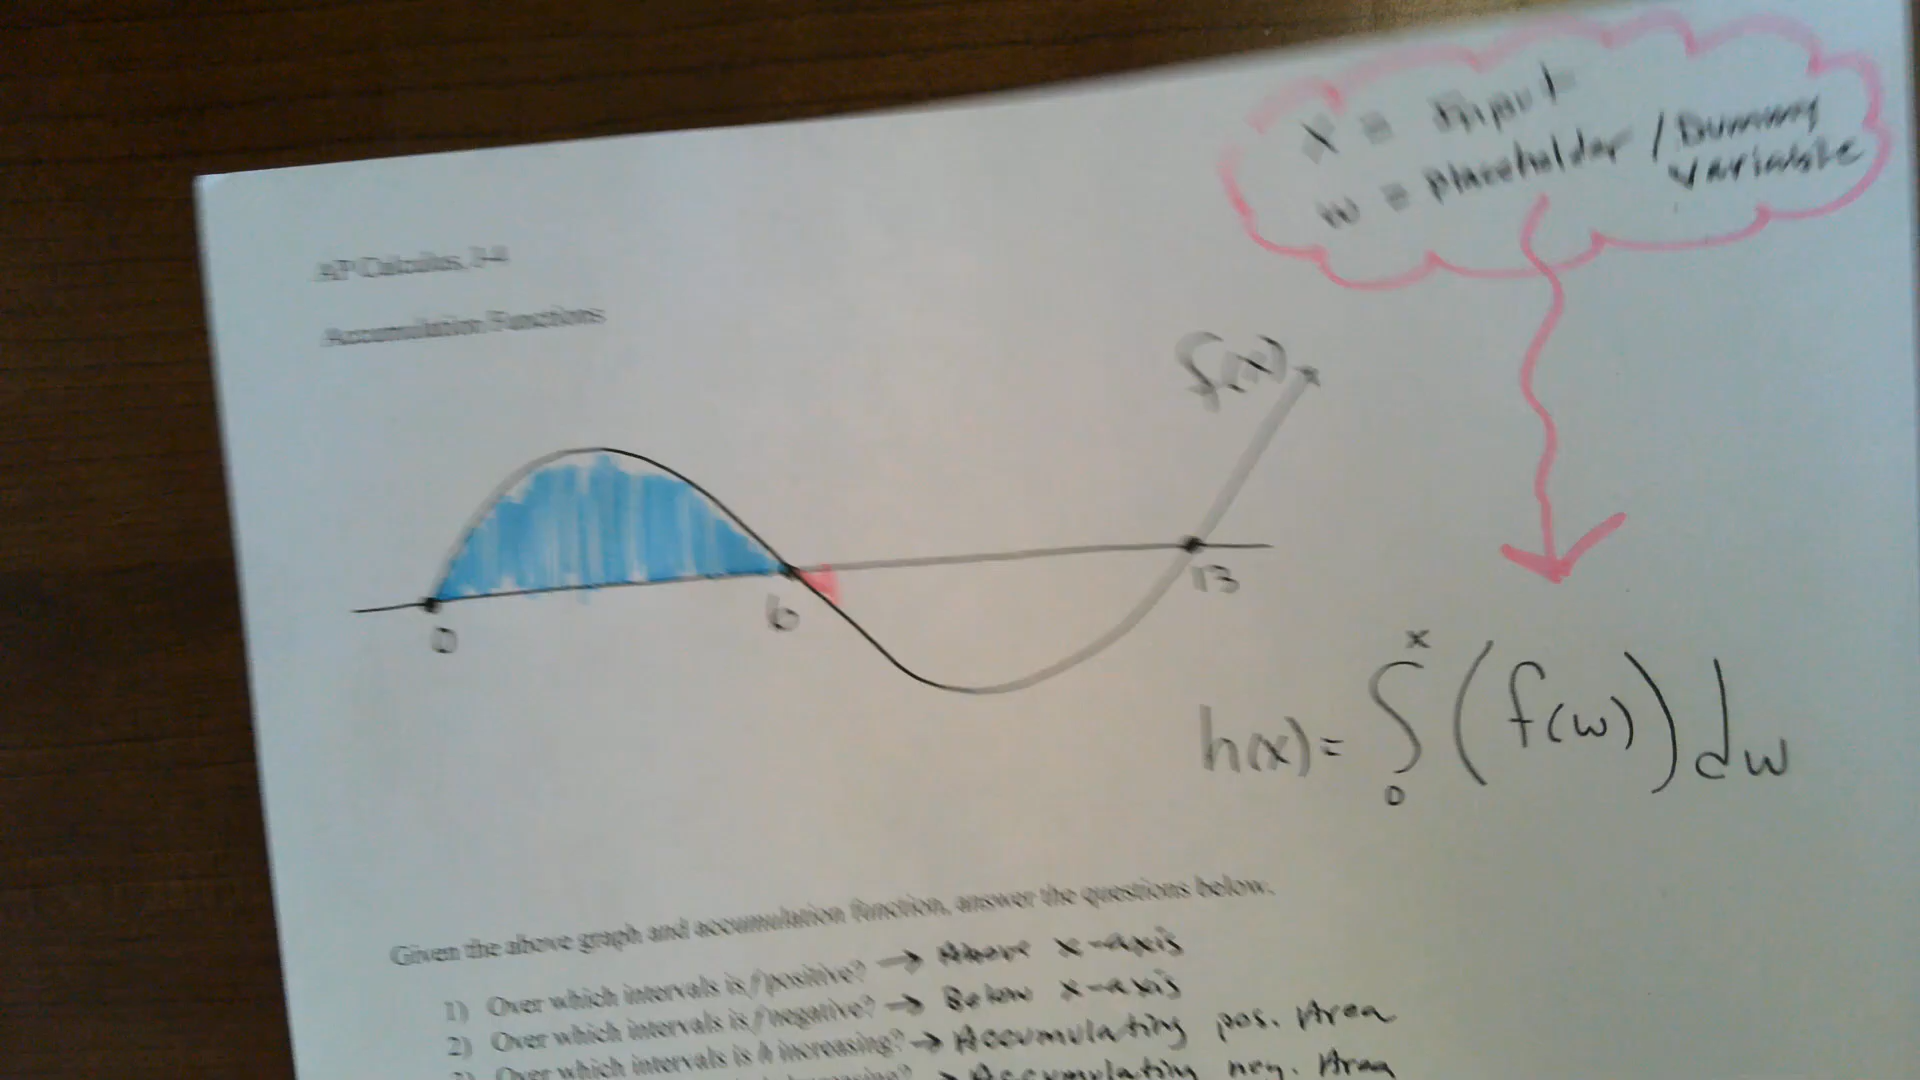 x = Input
w = placeholder / Dummy
variable
AP Calculus, 3-4
Accumulation Functions
f(x)
0
6
13
h(x) = ∫₀ˣ (f(w)) dw
Given the above graph and accumulation function, answer the questions below.
1) Over which intervals is f positive? → Above x-axis
2) Over which intervals is f negative? → Below x-axis
3) Over which intervals is h increasing? → Accumulating pos. Area
→ Accumulating neg. Area